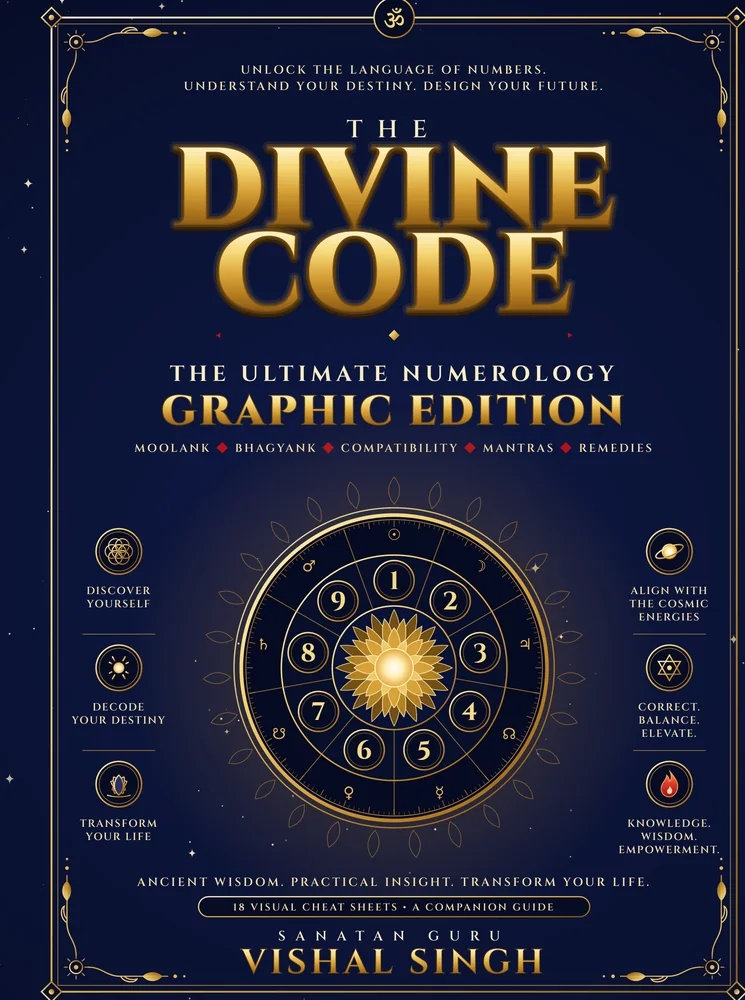 ॐ
UNLOCK THE LANGUAGE OF NUMBERS.
UNDERSTAND YOUR DESTINY. DESIGN YOUR FUTURE.
THE
DIVINE
CODE
THE ULTIMATE NUMEROLOGY
GRAPHIC EDITION
MOOLANK ◆ BHAGYANK ◆ COMPATIBILITY ◆ MANTRAS ◆ REMEDIES
☉
☽
♃
☊
☿
♀
☋
♄
♂
1
2
3
4
5
6
7
8
9
DISCOVER
YOURSELF
DECODE
YOUR DESTINY
TRANSFORM
YOUR LIFE
ALIGN WITH
THE COSMIC
ENERGIES
CORRECT.
BALANCE.
ELEVATE.
KNOWLEDGE.
WISDOM.
EMPOWERMENT.
ANCIENT WISDOM. PRACTICAL INSIGHT. TRANSFORM YOUR LIFE.
18 VISUAL CHEAT SHEETS • A COMPANION GUIDE
SANATAN GURU
VISHAL SINGH